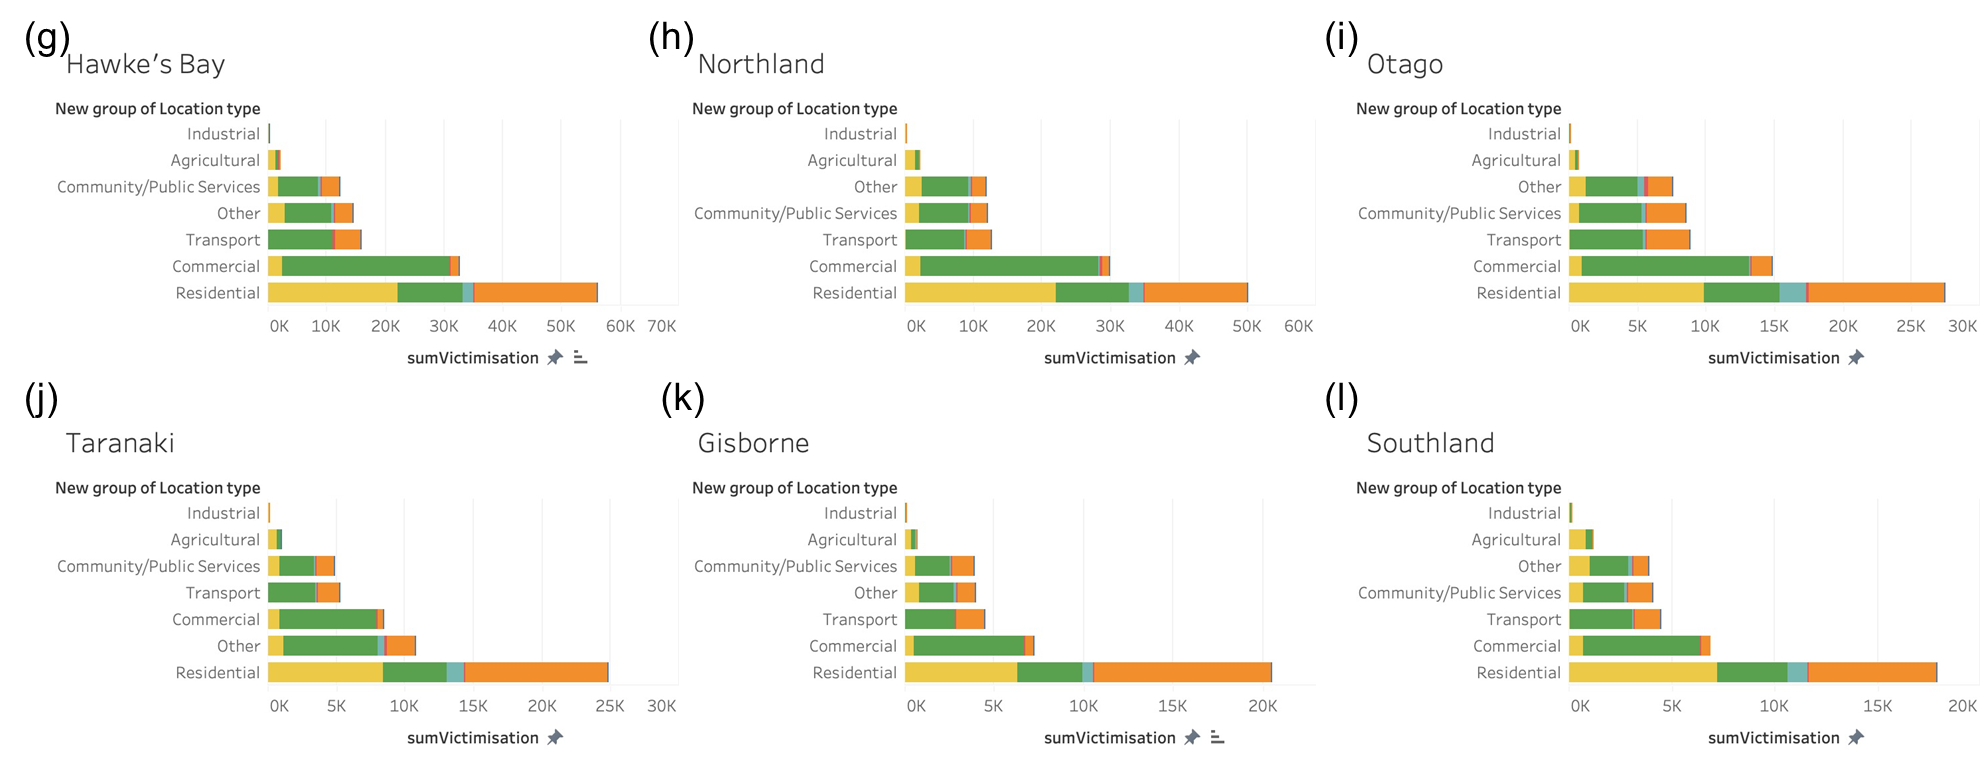 (g)
Hawke's Bay
New group of Location type
Industrial
Agricultural
Community/Public Services
Other
Transport
Commercial
Residential
0K 10K 20K 30K 40K 50K 60K 70K
sumVictimisation
(h)
Northland
New group of Location type
Industrial
Agricultural
Other
Community/Public Services
Transport
Commercial
Residential
0K 10K 20K 30K 40K 50K 60K
sumVictimisation
(i)
Otago
New group of Location type
Industrial
Agricultural
Other
Community/Public Services
Transport
Commercial
Residential
0K 5K 10K 15K 20K 25K 30K
sumVictimisation
(j)
Taranaki
New group of Location type
Industrial
Agricultural
Community/Public Services
Transport
Commercial
Other
Residential
0K 5K 10K 15K 20K 25K 30K
sumVictimisation
(k)
Gisborne
New group of Location type
Industrial
Agricultural
Community/Public Services
Other
Transport
Commercial
Residential
0K 5K 10K 15K 20K
sumVictimisation
(l)
Southland
New group of Location type
Industrial
Agricultural
Other
Community/Public Services
Transport
Commercial
Residential
0K 5K 10K 15K 20K
sumVictimisation